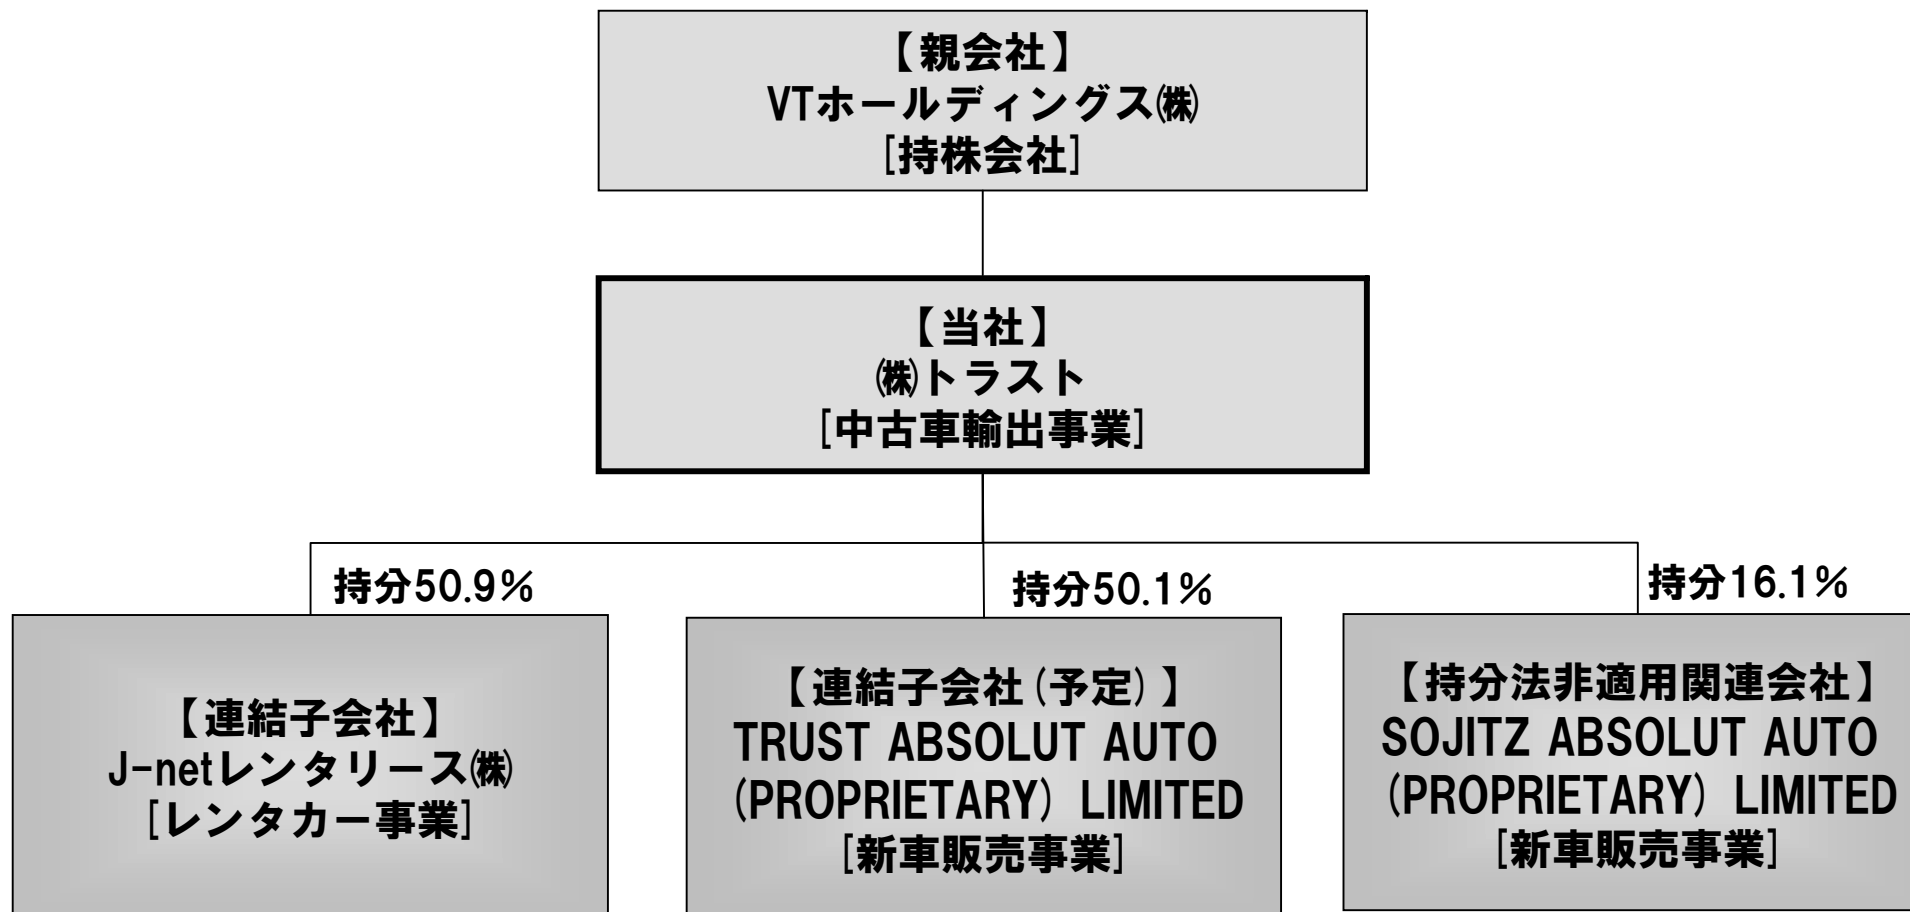 【親会社】
VTホールディングス㈱
[持株会社]
【当社】
㈱トラスト
[中古車輸出事業]
持分50.9%
持分50.1%
持分16.1%
【連結子会社】
J-netレンタリース㈱
[レンタカー事業]
【連結子会社(予定)】
TRUST ABSOLUT AUTO
(PROPRIETARY) LIMITED
[新車販売事業]
【持分法非適用関連会社】
SOJITZ ABSOLUT AUTO
(PROPRIETARY) LIMITED
[新車販売事業]